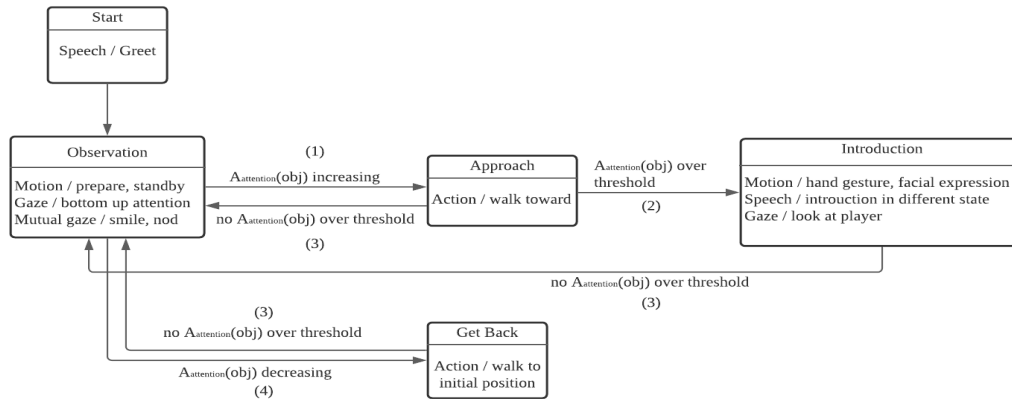 Start
Speech / Greet
Observation
Motion / prepare, standby
Gaze / bottom up attention
Mutual gaze / smile, nod
(1)
Aattention(obj) increasing
no Aattention(obj) over threshold
(3)
Approach
Action / walk toward
Aattention(obj) over
threshold
(2)
Introduction
Motion / hand gesture, facial expression
Speech / introuction in different state
Gaze / look at player
no Aattention(obj) over threshold
(3)
(3)
no Aattention(obj) over threshold
Aattention(obj) decreasing
(4)
Get Back
Action / walk to
initial position